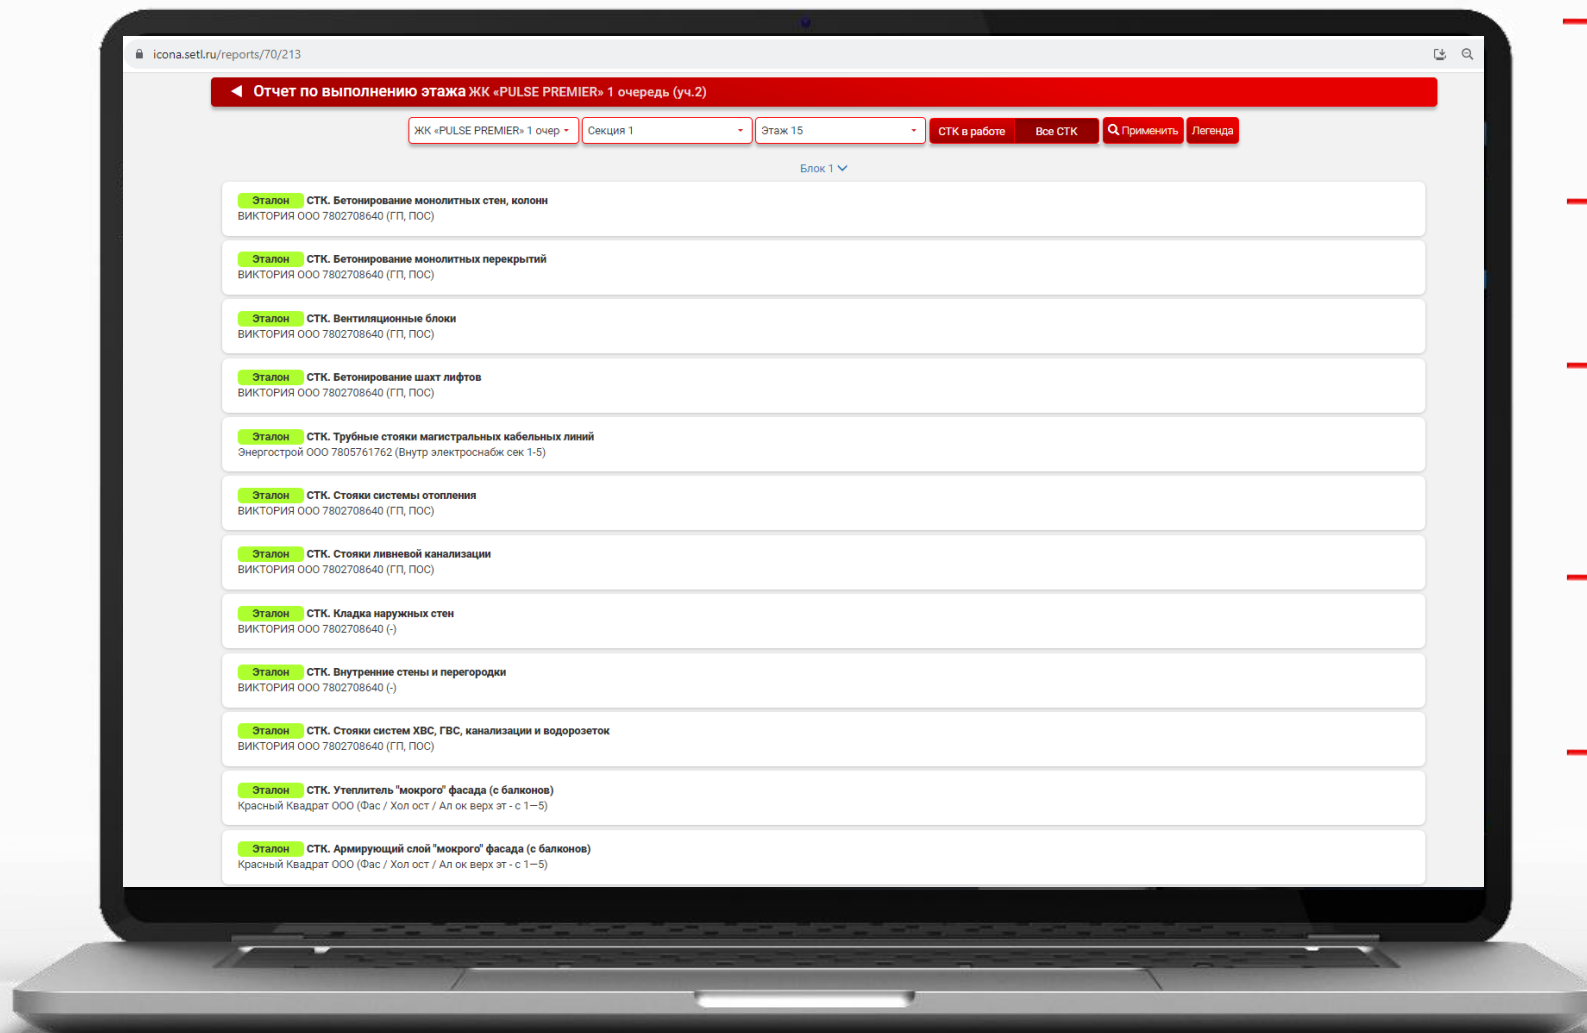 icona.setl.ru/reports/70/213
Отчет по выполнению этажа ЖК «PULSE PREMIER» 1 очередь (уч.2)
ЖК «PULSE PREMIER» 1 очер
Секция 1
Этаж 15
СТК в работе
Все СТК
Применить
Легенда
Блок 1
Эталон СТК. Бетонирование монолитных стен, колонн
ВИКТОРИЯ ООО 7802708640 (ГП, ПОС)
Эталон СТК. Бетонирование монолитных перекрытий
ВИКТОРИЯ ООО 7802708640 (ГП, ПОС)
Эталон СТК. Вентиляционные блоки
ВИКТОРИЯ ООО 7802708640 (ГП, ПОС)
Эталон СТК. Бетонирование шахт лифтов
ВИКТОРИЯ ООО 7802708640 (ГП, ПОС)
Эталон СТК. Трубные стояки магистральных кабельных линий
Энергострой ООО 7805761762 (Внутр электроснабж сек 1-5)
Эталон СТК. Стояки системы отопления
ВИКТОРИЯ ООО 7802708640 (ГП, ПОС)
Эталон СТК. Стояки ливневой канализации
ВИКТОРИЯ ООО 7802708640 (ГП, ПОС)
Эталон СТК. Кладка наружных стен
ВИКТОРИЯ ООО 7802708640 (-)
Эталон СТК. Внутренние стены и перегородки
ВИКТОРИЯ ООО 7802708640 (-)
Эталон СТК. Стояки систем ХВС, ГВС, канализации и водорозеток
ВИКТОРИЯ ООО 7802708640 (ГП, ПОС)
Эталон СТК. Утеплитель "мокрого" фасада (с балконов)
Красный Квадрат ООО (Фас / Хол ост / Ал ок верх эт - с 1—5)
Эталон СТК. Армирующий слой "мокрого" фасада (с балконов)
Красный Квадрат ООО (Фас / Хол ост / Ал ок верх эт - с 1—5)